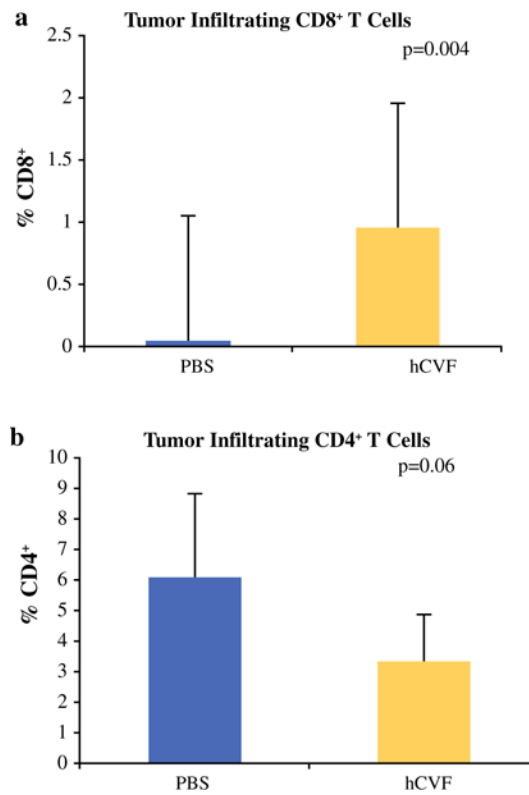 a
Tumor Infiltrating CD8⁺ T Cells
p=0.004
2.5
2
1.5
1
0.5
0
% CD8⁺
PBS
hCVF
b
Tumor Infiltrating CD4⁺ T Cells
p=0.06
10
9
8
7
6
5
4
3
2
1
0
% CD4⁺
PBS
hCVF